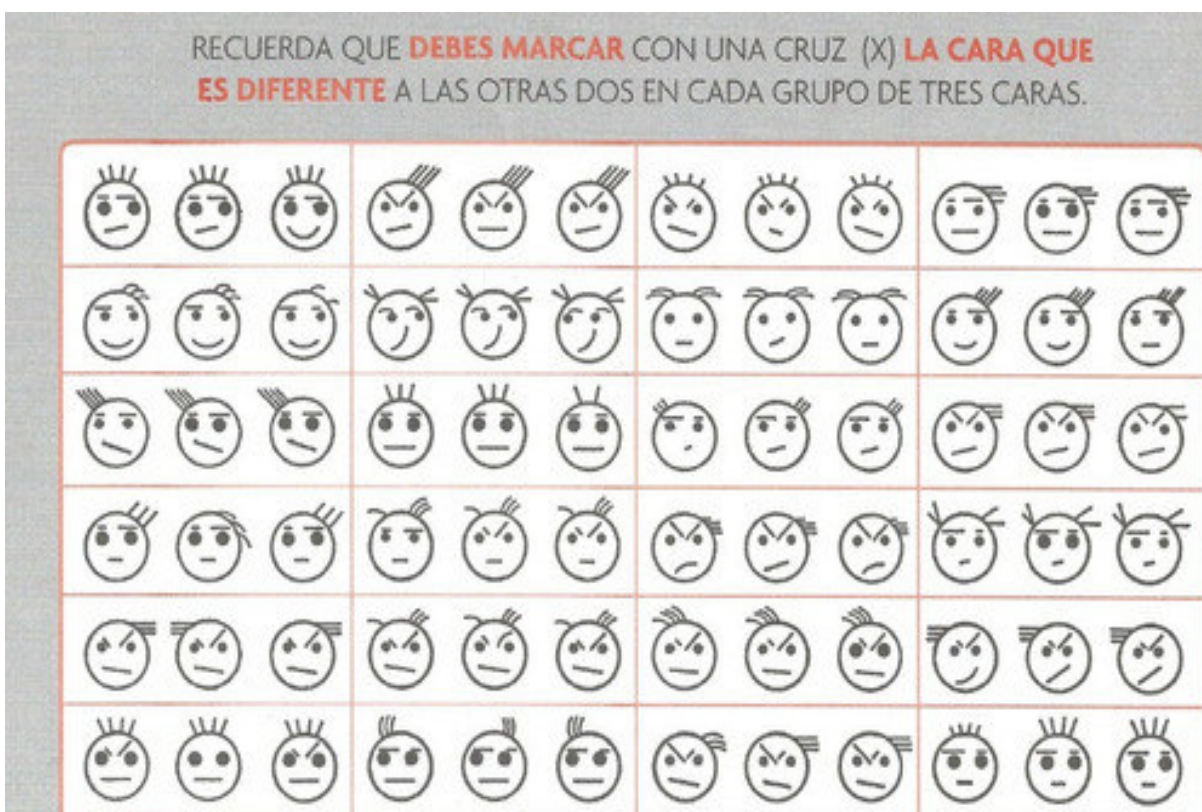 RECUERDA QUE DEBES MARCAR CON UNA CRUZ (X) LA CARA QUE
ES DIFERENTE A LAS OTRAS DOS EN CADA GRUPO DE TRES CARAS.